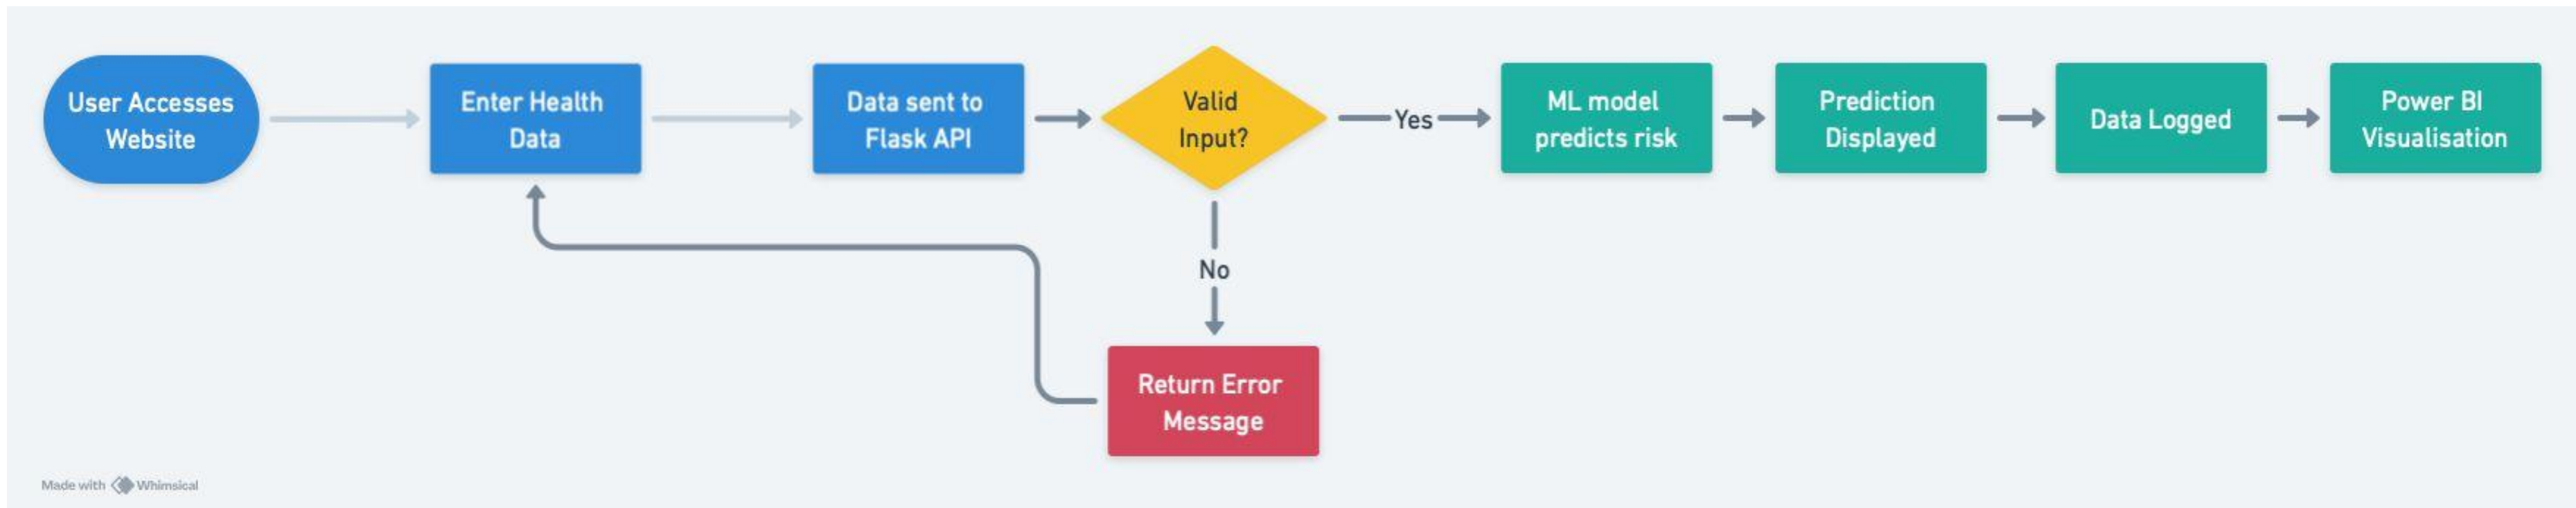 User Accesses
Website
Enter Health
Data
Data sent to
Flask API
Valid
Input?
Yes
ML model
predicts risk
Prediction
Displayed
Data Logged
Power BI
Visualisation
No
Return Error
Message
Made with Whimsical